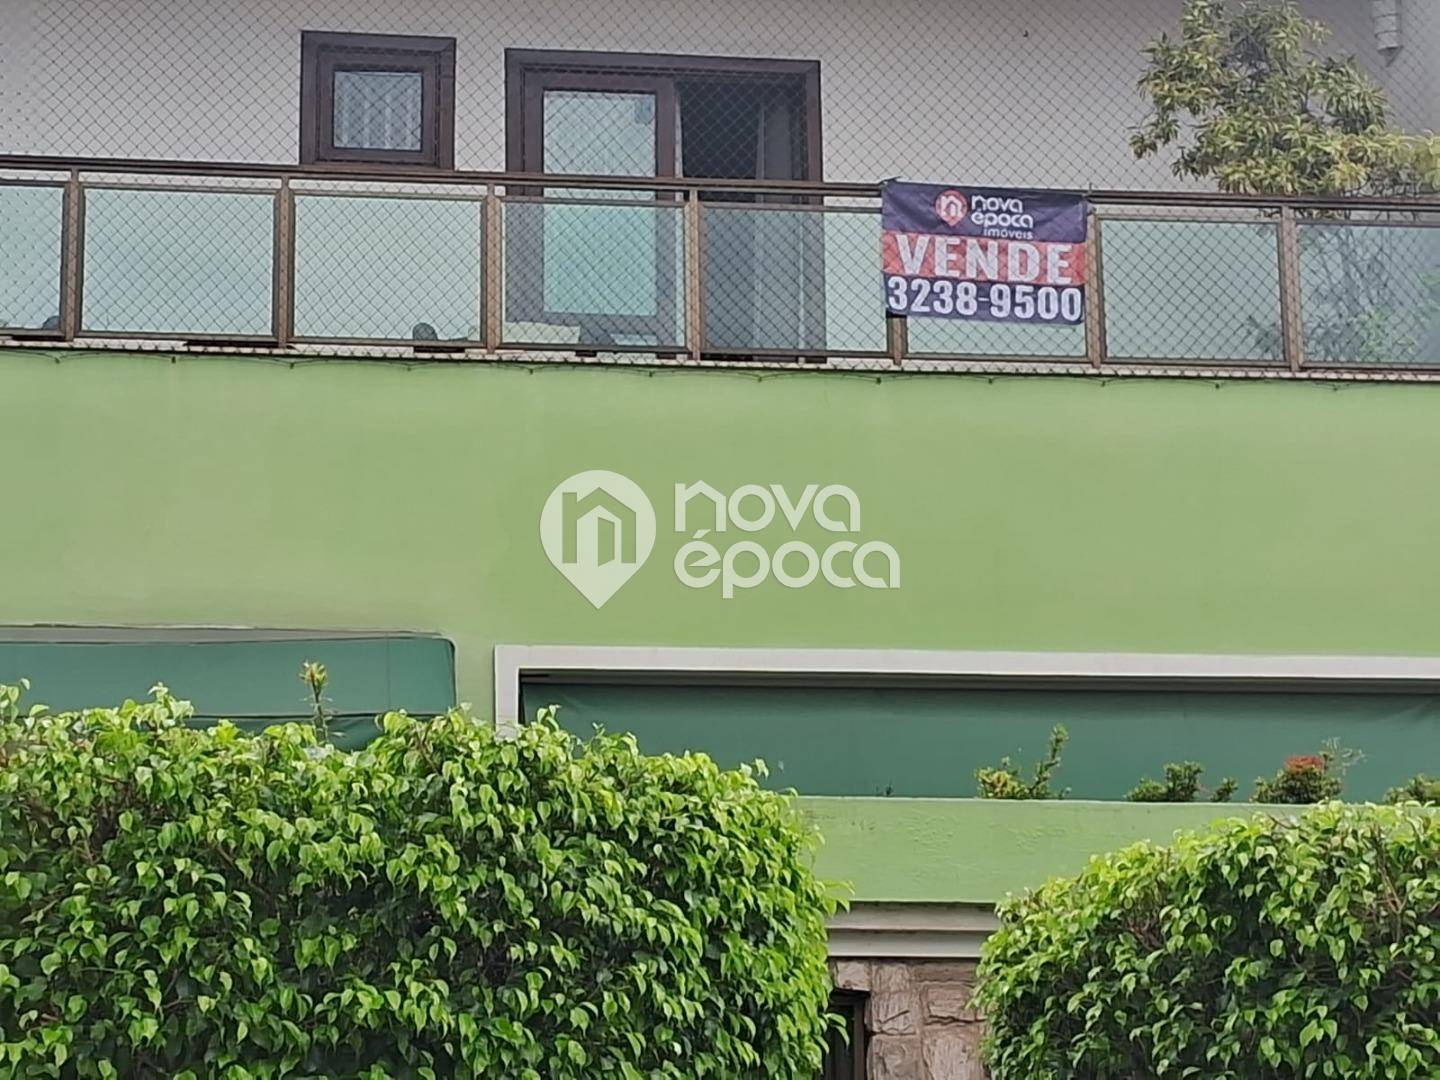 nova
época
imóveis
VENDE
3238-9500
nova
época